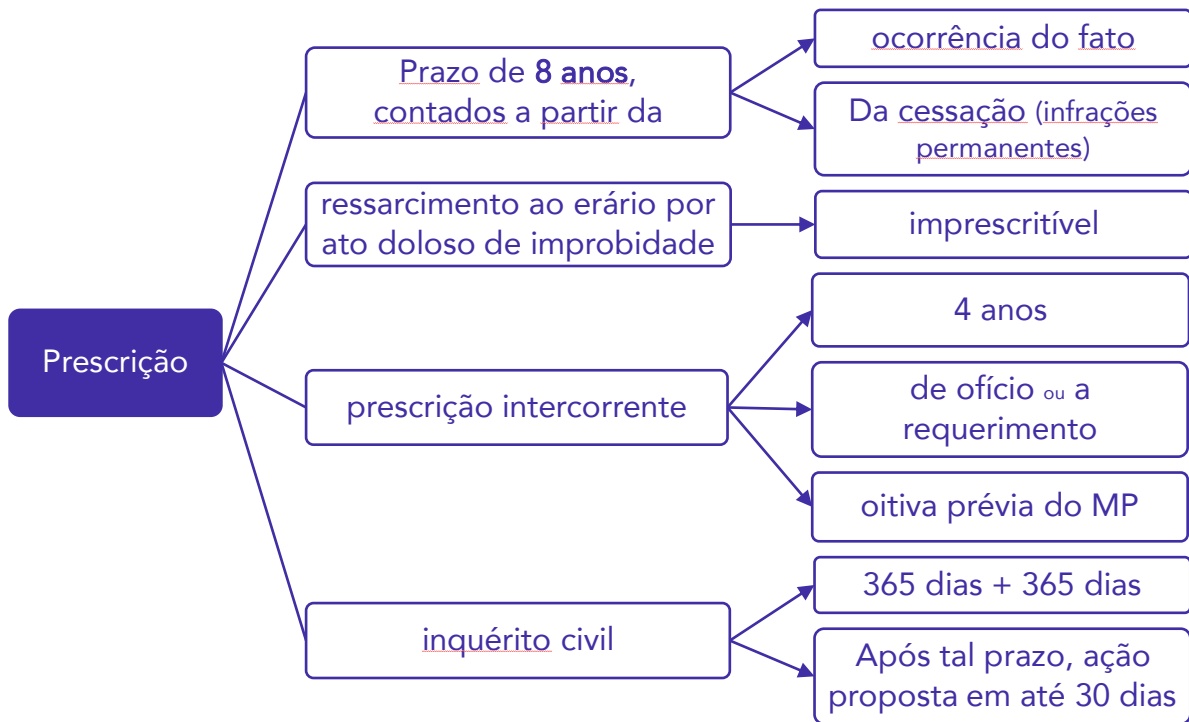 Prescrição
Prazo de 8 anos,
contados a partir da
ocorrência do fato
Da cessação (infrações
permanentes)
ressarcimento ao erário por
ato doloso de improbidade
imprescritível
prescrição intercorrente
4 anos
de ofício ou a
requerimento
oitiva prévia do MP
inquérito civil
365 dias + 365 dias
Após tal prazo, ação
proposta em até 30 dias